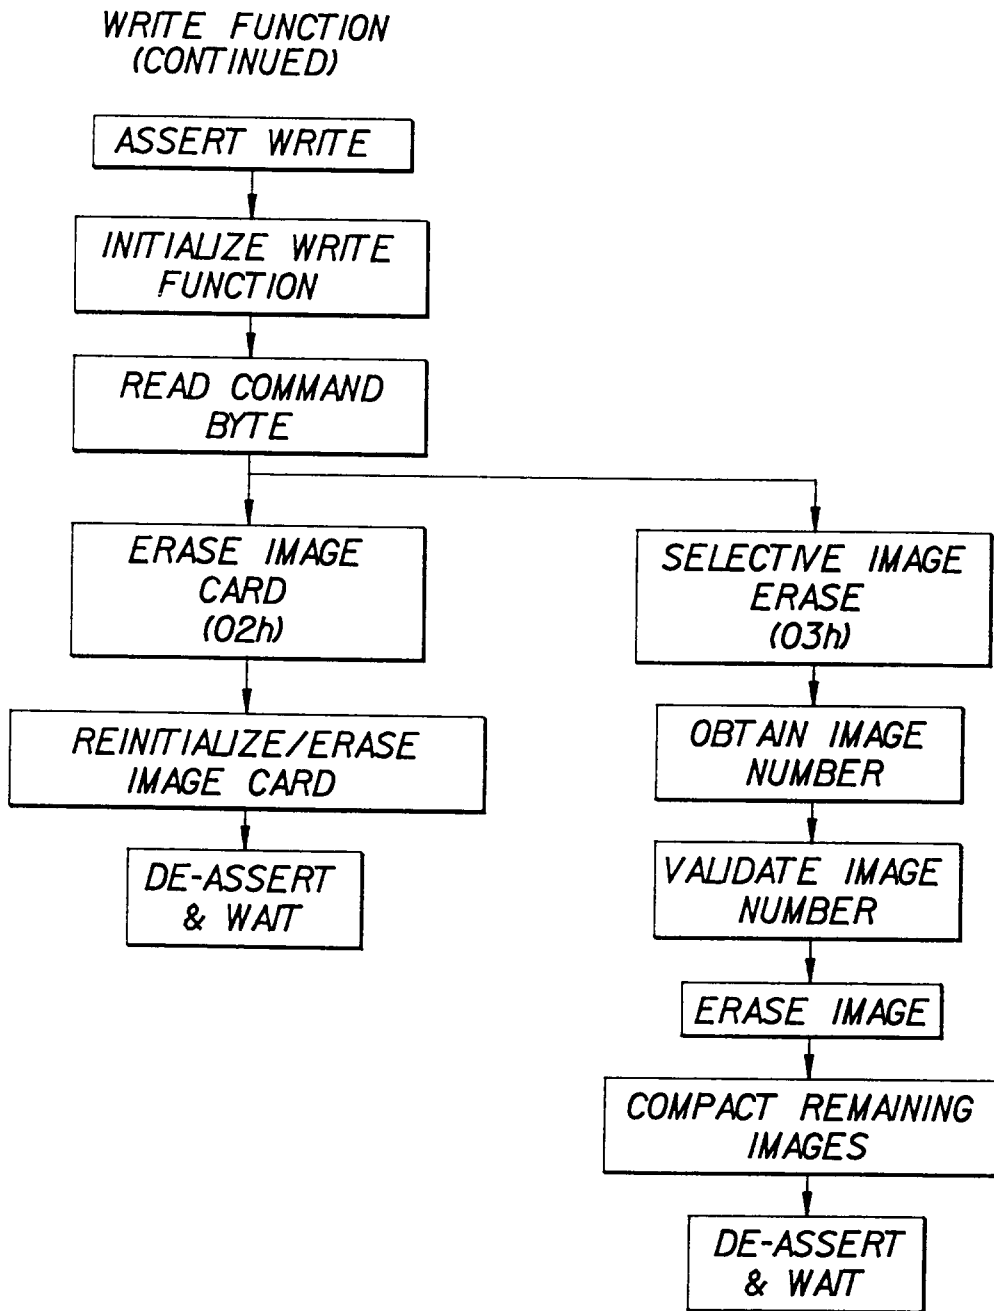 WRITE FUNCTION
(CONTINUED)
ASSERT WRITE
INITIALIZE WRITE
FUNCTION
READ COMMAND
BYTE
ERASE IMAGE
CARD
(02h)
REINITIALIZE/ERASE
IMAGE CARD
DE-ASSERT
& WAIT
SELECTIVE IMAGE
ERASE
(03h)
OBTAIN IMAGE
NUMBER
VALIDATE IMAGE
NUMBER
ERASE IMAGE
COMPACT REMAINING
IMAGES
DE-ASSERT
& WAIT